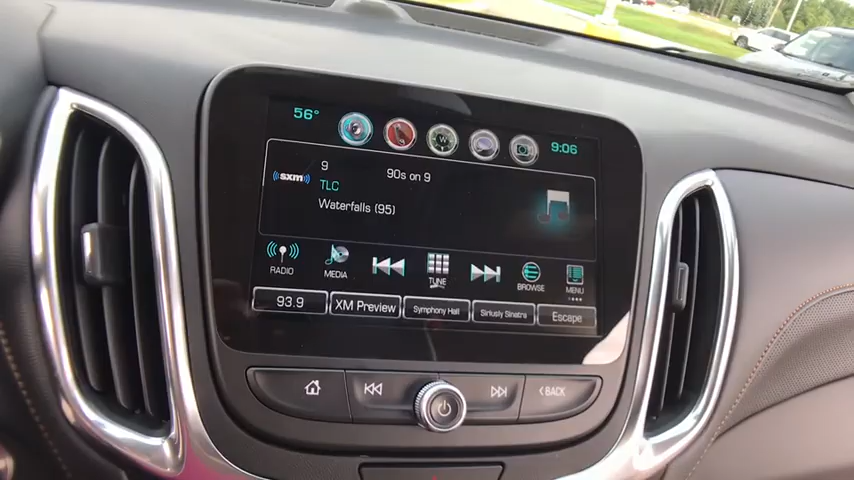 56°
W
9:06
((sxm))
9
90s on 9
TLC
Waterfalls (95)
RADIO
MEDIA
TUNE
BROWSE
MENU
93.9
XM Preview
Symphony Hall
Siriusly Sinatra
Escape
BACK